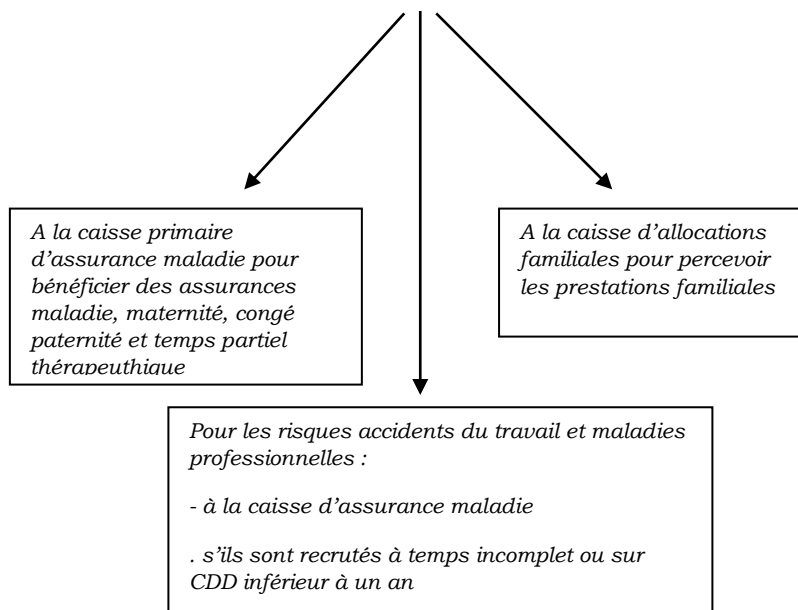 A la caisse primaire
d’assurance maladie pour
bénéficier des assurances
maladie, maternité, congé
paternité et temps partiel
thérapeuthique
A la caisse d’allocations
familiales pour percevoir
les prestations familiales
Pour les risques accidents du travail et maladies
professionnelles :
- à la caisse d’assurance maladie
. s’ils sont recrutés à temps incomplet ou sur
CDD inférieur à un an